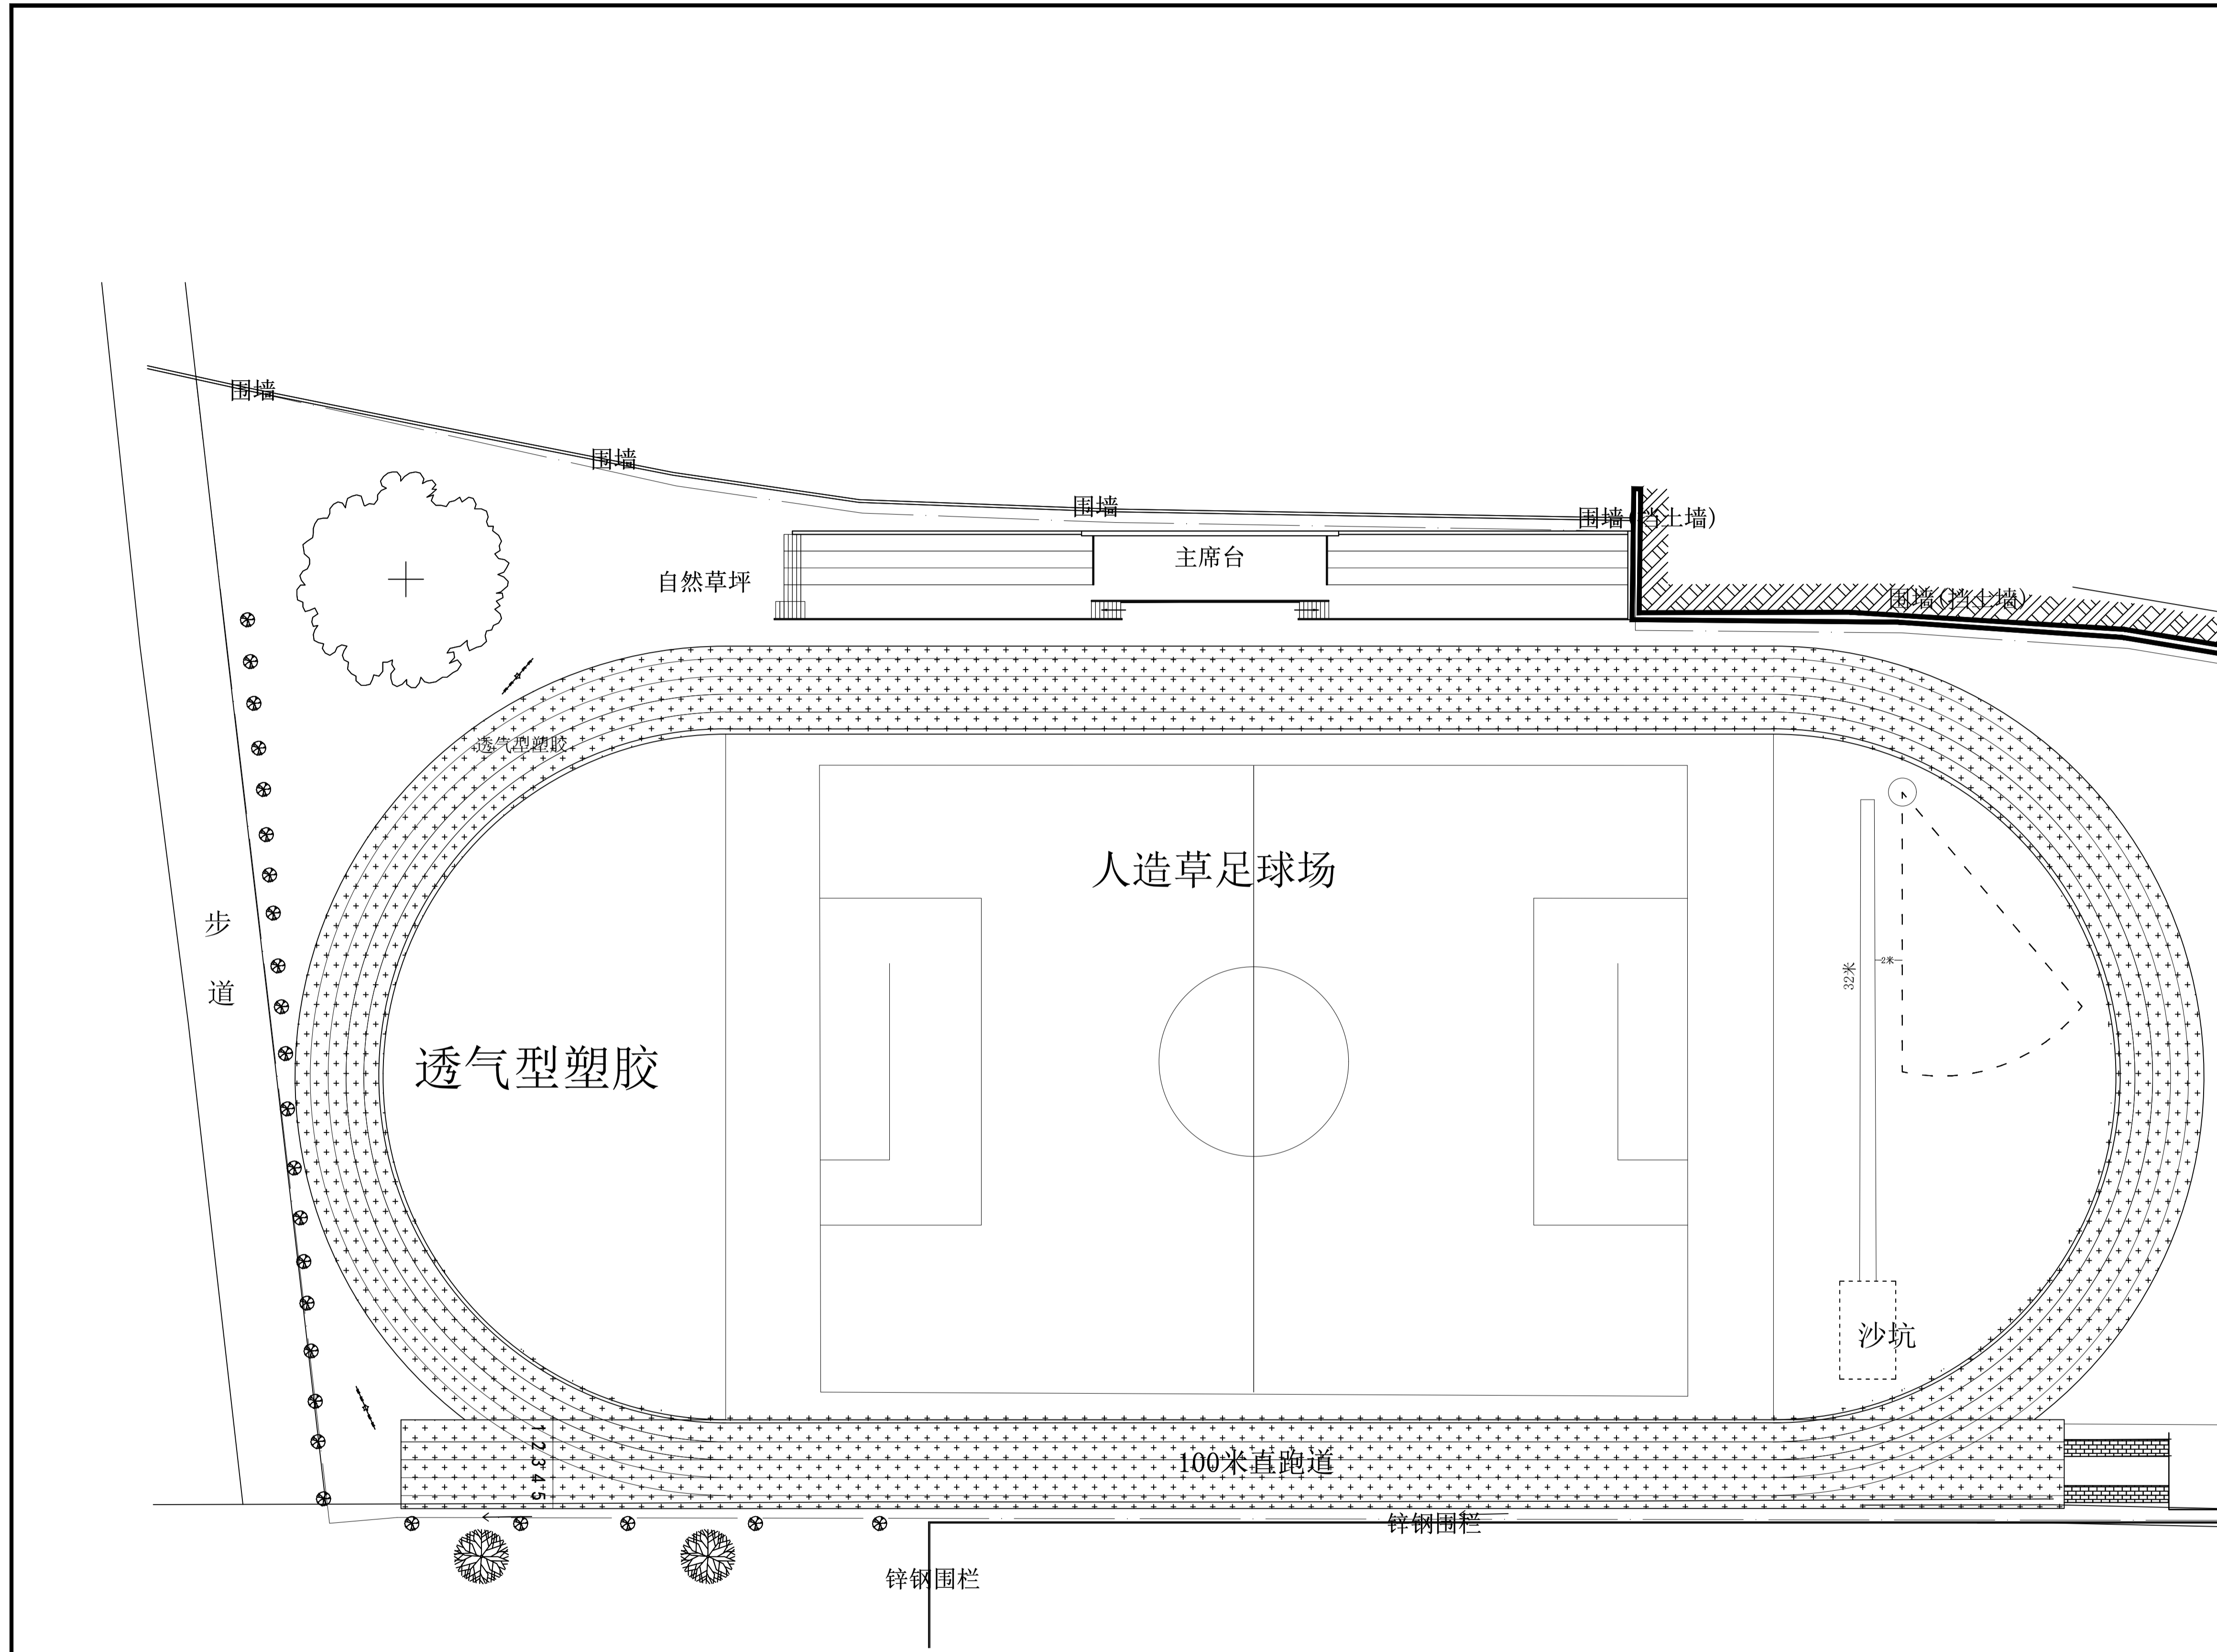 围墙
围墙
围墙
围墙(挡土墙)
主席台
自然草坪
围墙(挡土墙)
透气型塑胶
人造草足球场
步
道
2米
32米
透气型塑胶
沙坑
1 2 3 4 5
100米直跑道
锌钢围栏
锌钢围栏